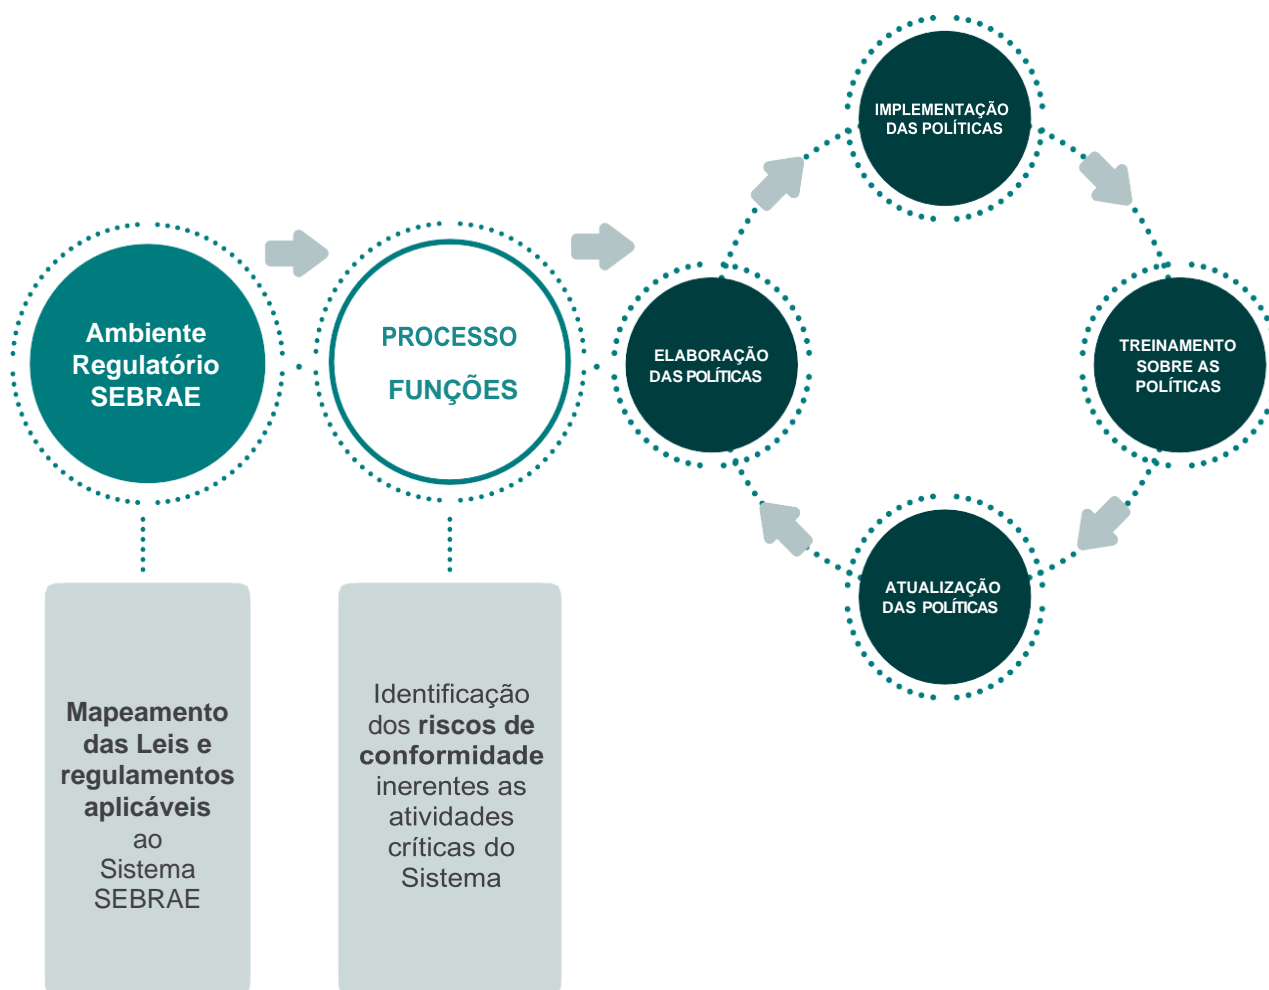 IMPLEMENTAÇÃO
DAS POLÍTICAS
Ambiente
Regulatório
SEBRAE
PROCESSO
FUNÇÕES
ELABORAÇÃO
DAS POLÍTICAS
TREINAMENTO
SOBRE AS
POLÍTICAS
ATUALIZAÇÃO
DAS POLÍTICAS
Mapeamento
das Leis e
regulamentos
aplicáveis
ao
Sistema
SEBRAE
Identificação
dos riscos de
conformidade
inerentes as
atividades
críticas do
Sistema